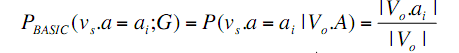 P_BASIC(v_s.a = a_i; G) = P(v_s.a = a_i | V_o.A) = |V_o.a_i| / |V_o|